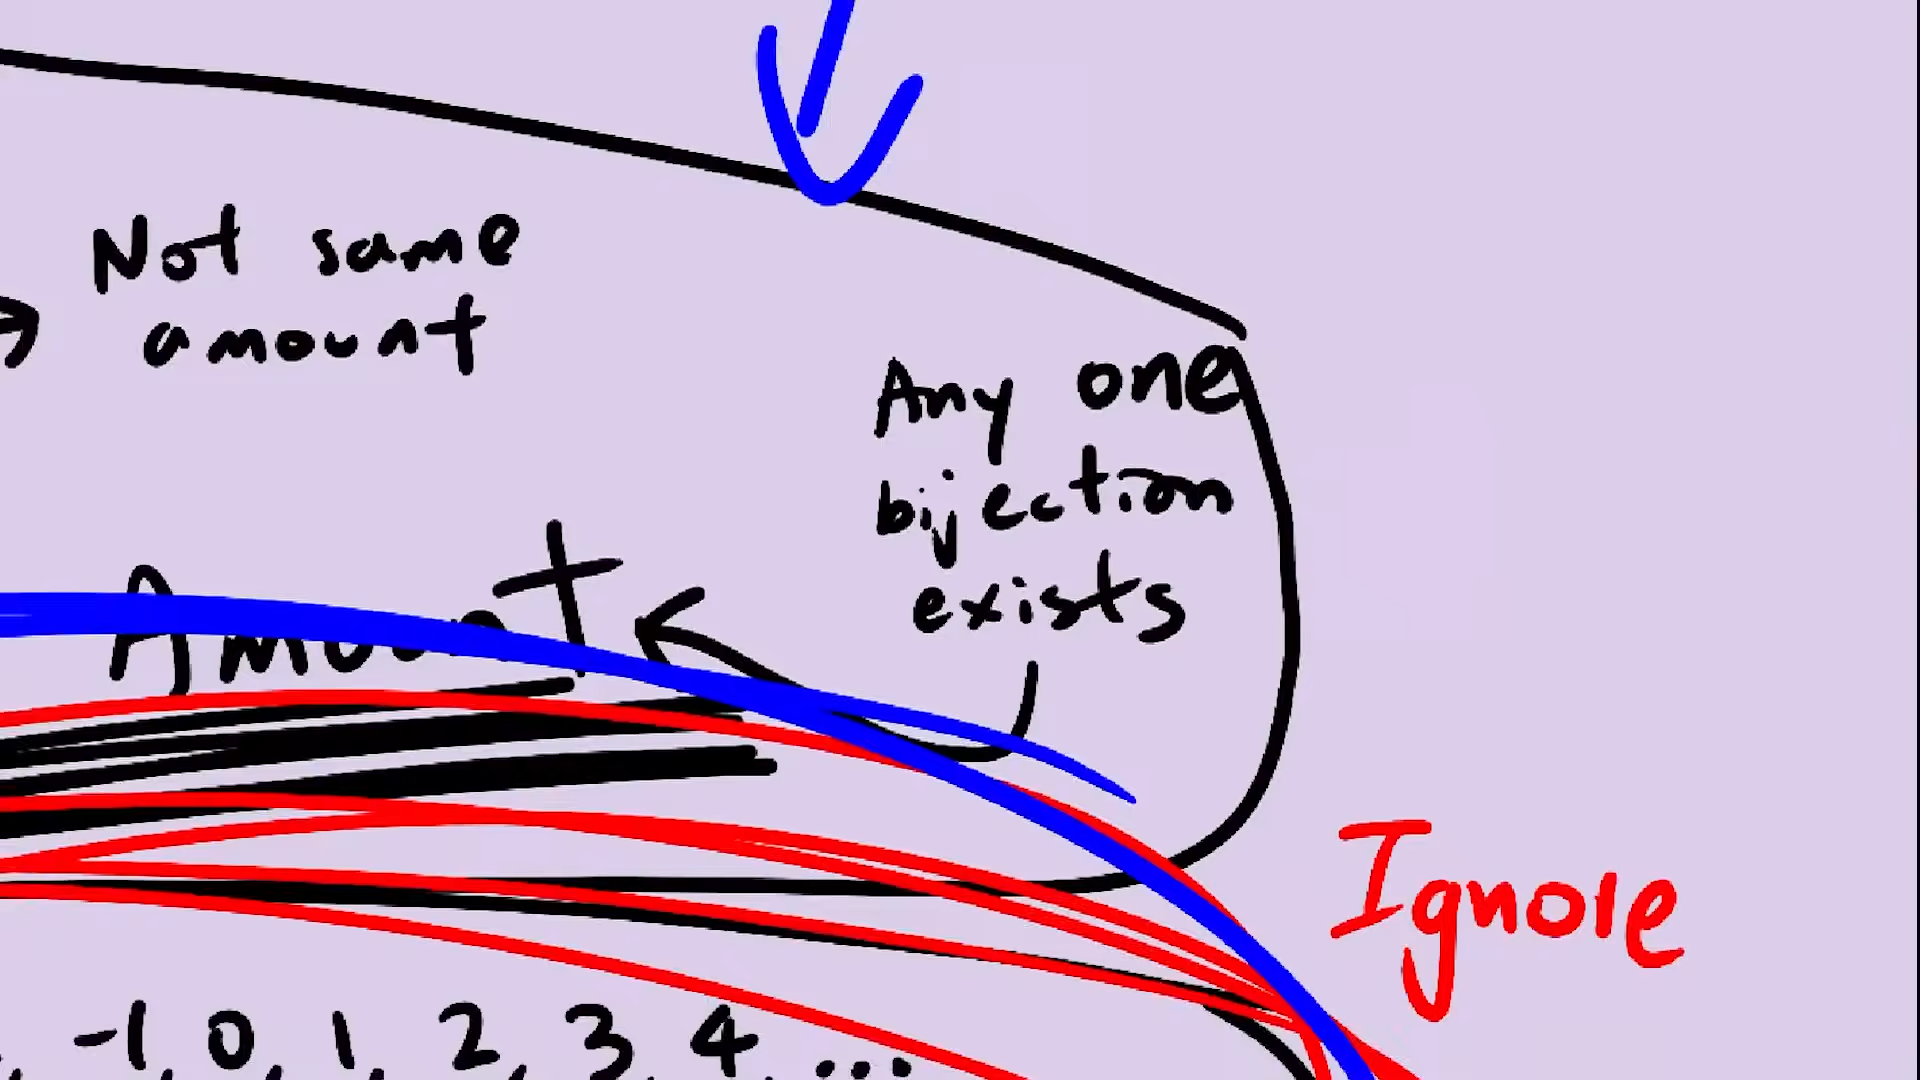 Not same
amount
Any one
bijection
exists
Amount
Ignore
-1, 0, 1, 2, 3, 4, ...